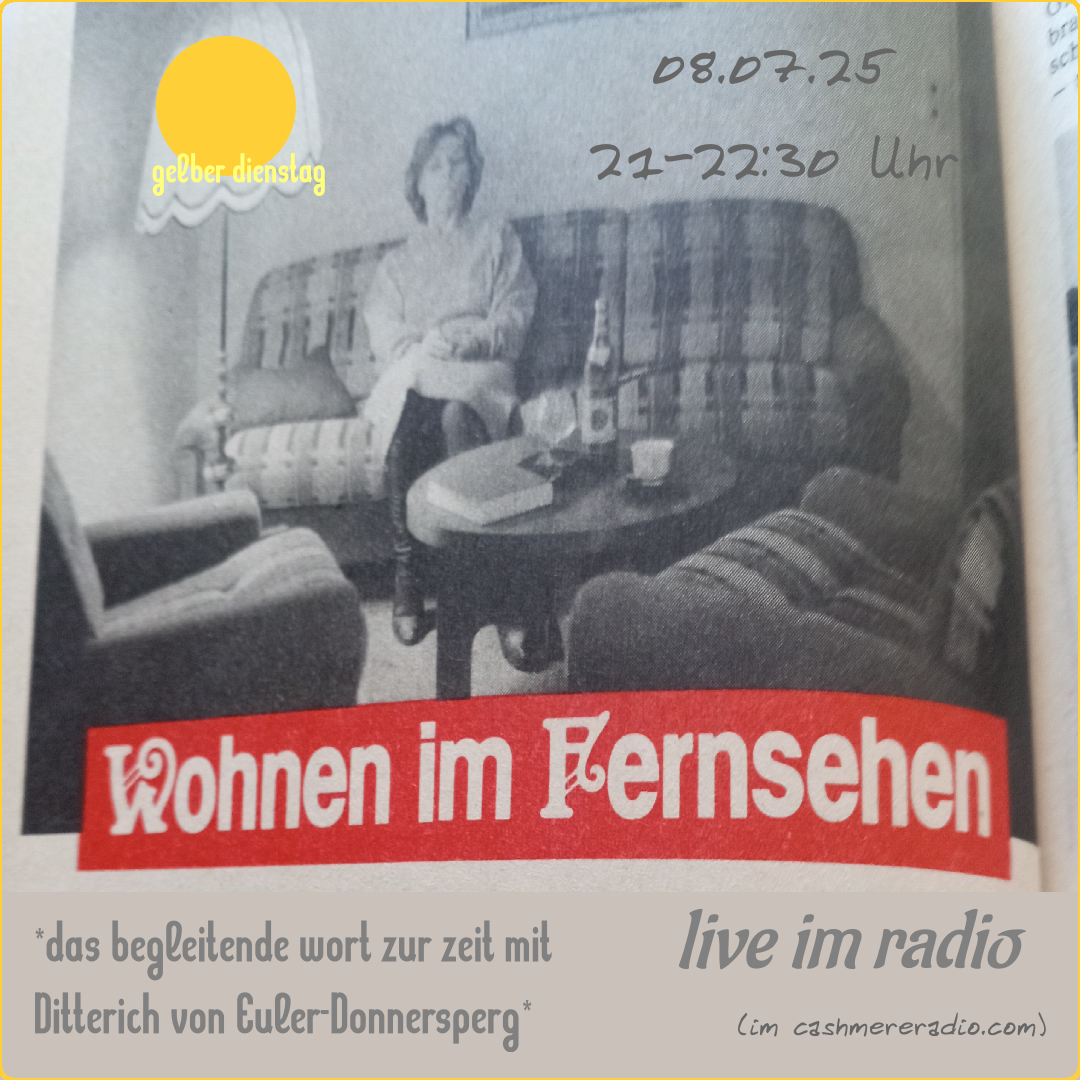 08.07.25
21-22:30 Uhr
gelber dienstag
Wohnen im Fernsehen
*das begleitende wort zur zeit mit
Ditterich von Euler-Donnersperg*
live im radio
(im cashmereradio.com)